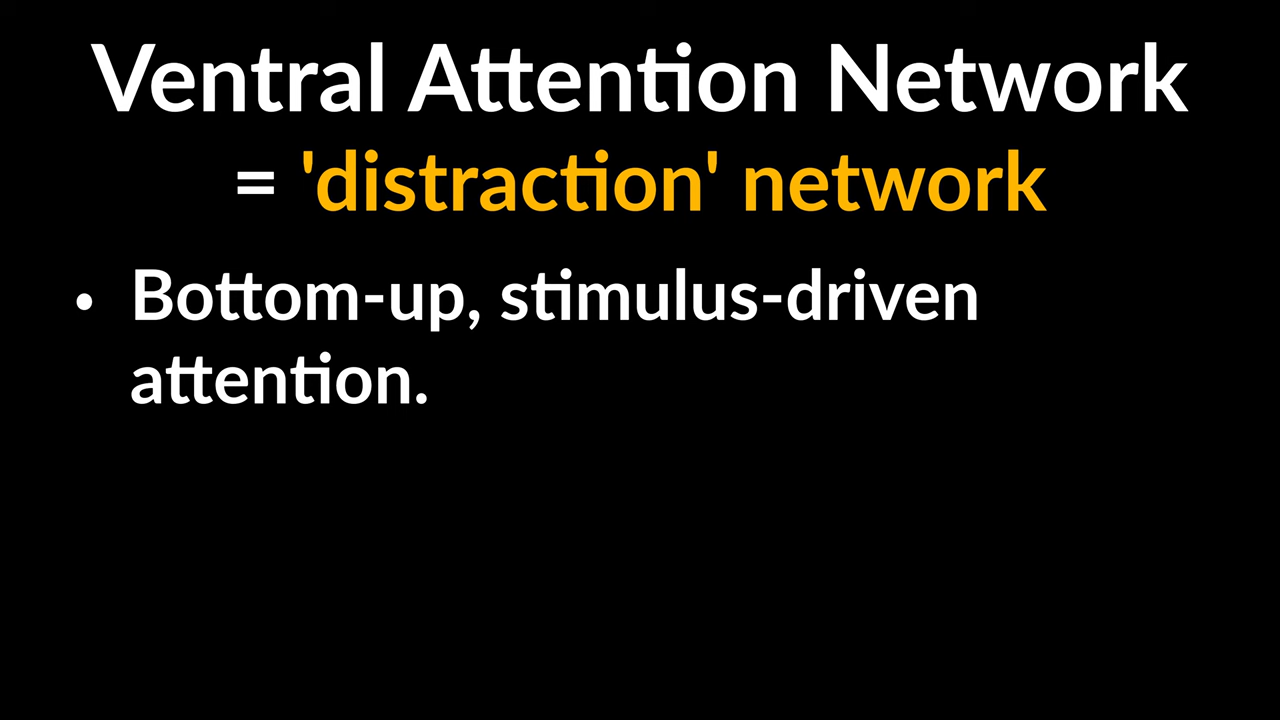 Ventral Attention Network
= 'distraction' network
• Bottom-up, stimulus-driven
attention.